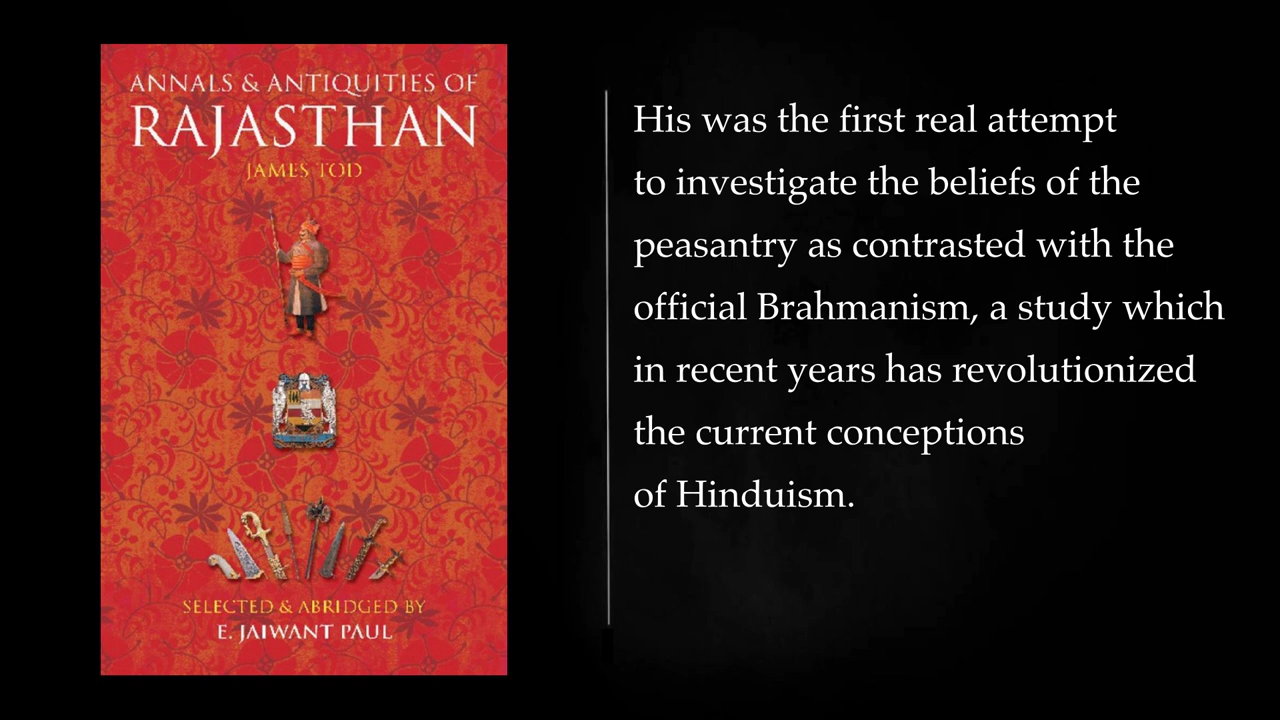 ANNALS & ANTIQUITIES OF
RAJASTHAN
JAMES TOD
SELECTED & ABRIDGED BY
E. JAIWANT PAUL
His was the first real attempt
to investigate the beliefs of the
peasantry as contrasted with the
official Brahmanism, a study which
in recent years has revolutionized
the current conceptions
of Hinduism.